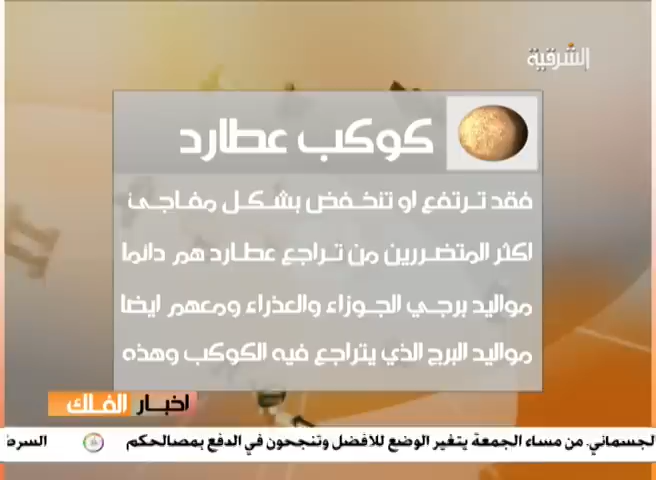 الشرقية
كوكب عطارد
فقد ترتفع او تنخفض بشكل مفاجئ
اكثر المتضررين من تراجع عطارد هم دائما
مواليد برجي الجوزاء والعذراء ومعهم ايضا
مواليد البرج الذي يتراجع فيه الكوكب وهذه
اخبار الفلك
الجسماني. من مساء الجمعة يتغير الوضع للافضل وتنجحون في الدفع بمصالحكم